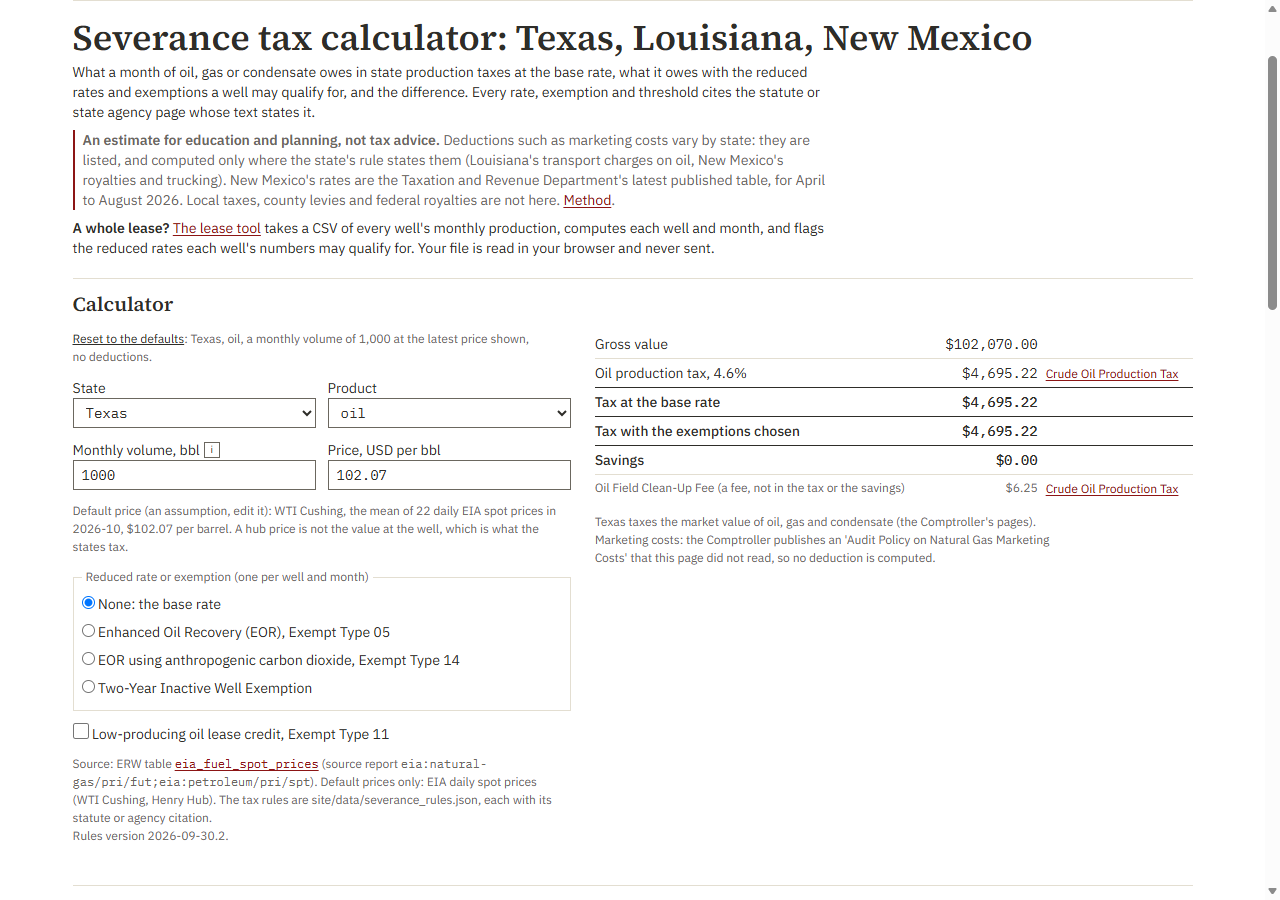 Severance tax calculator: Texas, Louisiana, New Mexico
What a month of oil, gas or condensate owes in state production taxes at the base rate, what it owes with the reduced
rates and exemptions a well may qualify for, and the difference. Every rate, exemption and threshold cites the statute or
state agency page whose text states it.
An estimate for education and planning, not tax advice. Deductions such as marketing costs vary by state: they are
listed, and computed only where the state's rule states them (Louisiana's transport charges on oil, New Mexico's
royalties and trucking). New Mexico's rates are the Taxation and Revenue Department's latest published table, for April
to August 2026. Local taxes, county levies and federal royalties are not here. Method.
A whole lease? The lease tool takes a CSV of every well's monthly production, computes each well and month, and flags
the reduced rates each well's numbers may qualify for. Your file is read in your browser and never sent.
Calculator
Reset to the defaults: Texas, oil, a monthly volume of 1,000 at the latest price shown,
no deductions.
State Product
Texas oil
Monthly volume, bbl i Price, USD per bbl
1000 102.07
Default price (an assumption, edit it): WTI Cushing, the mean of 22 daily EIA spot prices in
2026-10, $102.07 per barrel. A hub price is not the value at the well, which is what the
states tax.
Reduced rate or exemption (one per well and month)
None: the base rate
Enhanced Oil Recovery (EOR), Exempt Type 05
EOR using anthropogenic carbon dioxide, Exempt Type 14
Two-Year Inactive Well Exemption
Low-producing oil lease credit, Exempt Type 11
Source: ERW table eia_fuel_spot_prices (source report eia:natural-
gas/pri/fut;eia:petroleum/pri/spt). Default prices only: EIA daily spot prices
(WTI Cushing, Henry Hub). The tax rules are site/data/severance_rules.json, each with its
statute or agency citation.
Rules version 2026-09-30.2.
Gross value $102,070.00
Oil production tax, 4.6% $4,695.22 Crude Oil Production Tax
Tax at the base rate $4,695.22
Tax with the exemptions chosen $4,695.22
Savings $0.00
Oil Field Clean-Up Fee (a fee, not in the tax or the savings) $6.25 Crude Oil Production Tax
Texas taxes the market value of oil, gas and condensate (the Comptroller's pages).
Marketing costs: the Comptroller publishes an 'Audit Policy on Natural Gas Marketing
Costs' that this page did not read, so no deduction is computed.